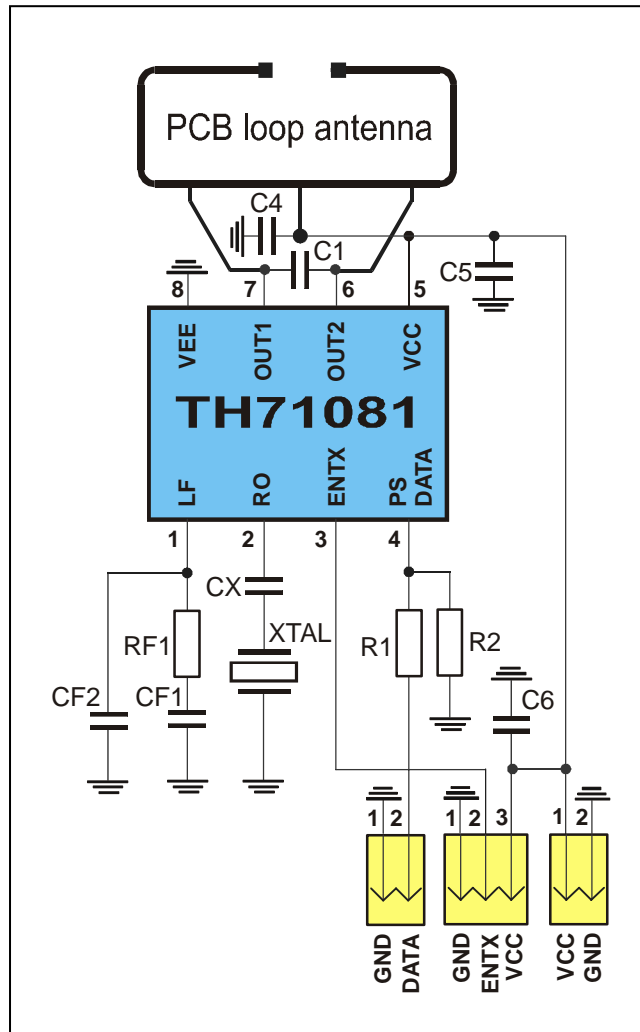 PCB loop antenna
C4
C1
C5
8 7 6 5
VEE OUT1 OUT2 VCC
TH71081
LF RO ENTX PS DATA
1 2 3 4
CX
XTAL
RF1
R1 R2
CF2 CF1
C6
1 2 1 2 3 1 2
GND DATA GND ENTX VCC VCC GND